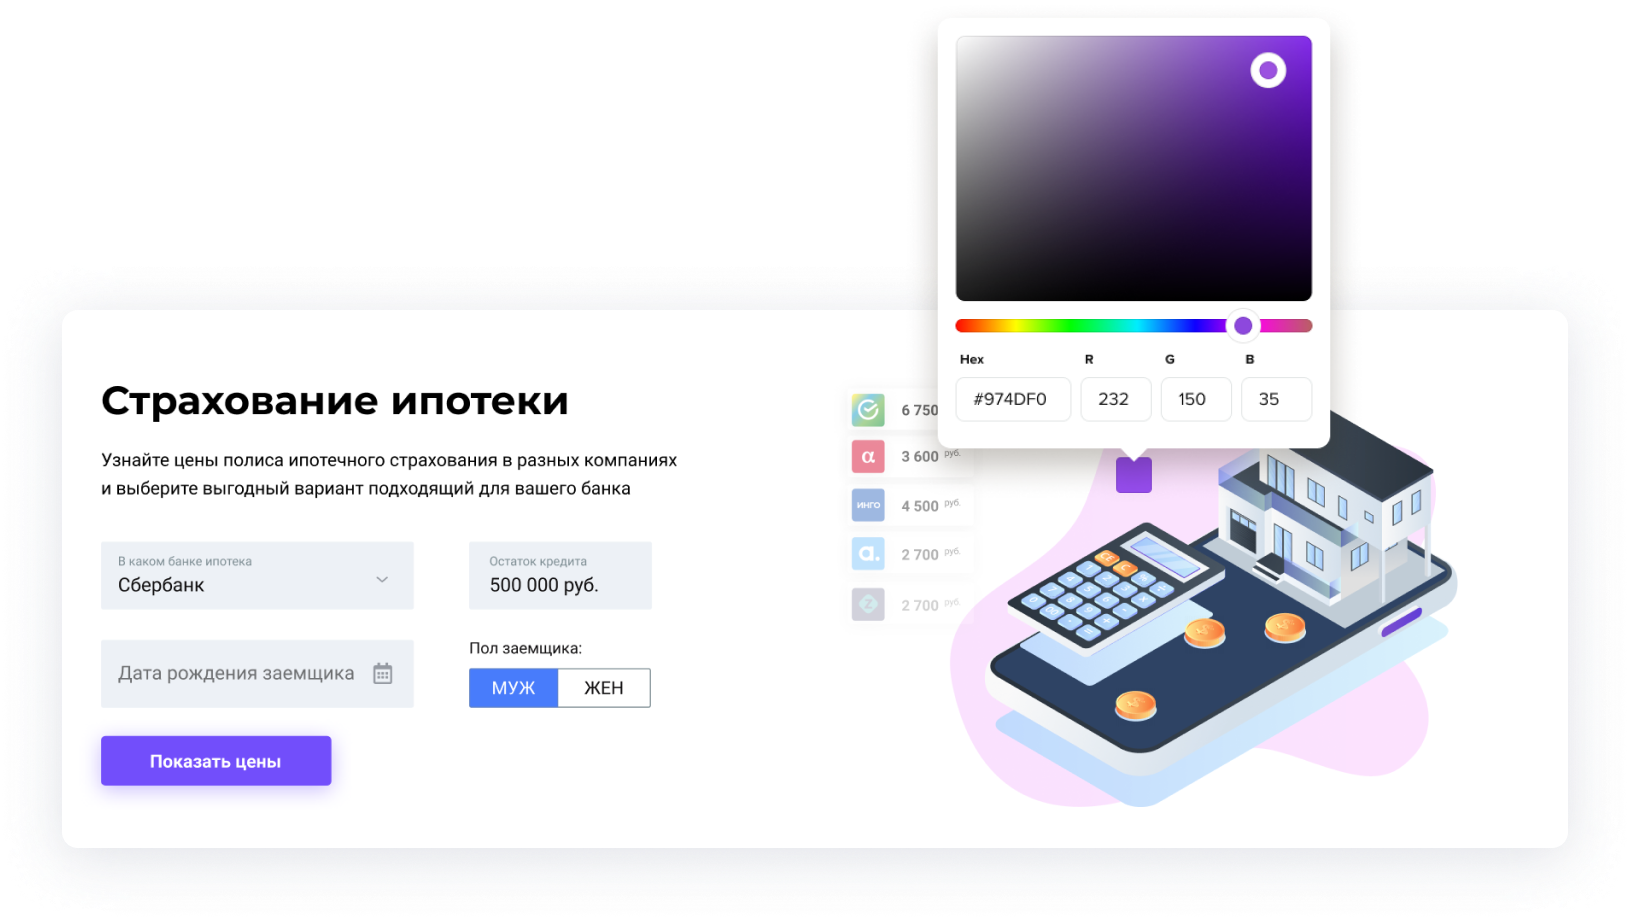 Hex R G B
#974DF0 232 150 35
Страхование ипотеки
Узнайте цены полиса ипотечного страхования в разных компаниях
и выберите выгодный вариант подходящий для вашего банка
В каком банке ипотека
Сбербанк
Остаток кредита
500 000 руб.
Дата рождения заемщика
Пол заемщика:
МУЖ ЖЕН
Показать цены
6 750
α 3 600 руб.
ИНГО 4 500 руб.
a. 2 700 руб.
Z 2 700 руб.